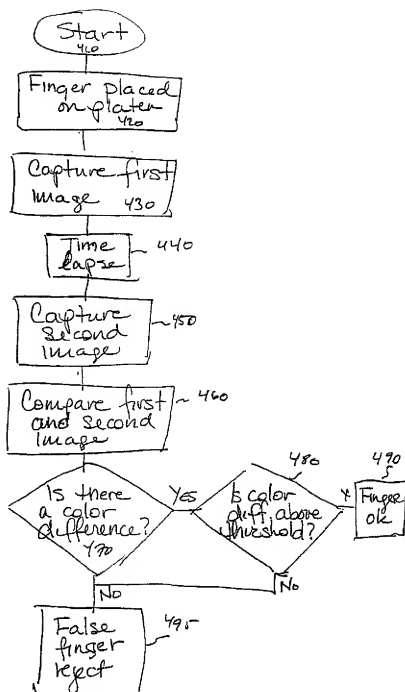 Start
410
Finger placed
on platen
420
Capture first
Image 430
Time
lapse
440
Capture
second
Image
450
Compare first
and second
Image
460
Is there
a color
difference?
470
YES
Is color
diff. above
threshold?
480
Y
Finger
ok
490
No
No
False
finger
reject
495